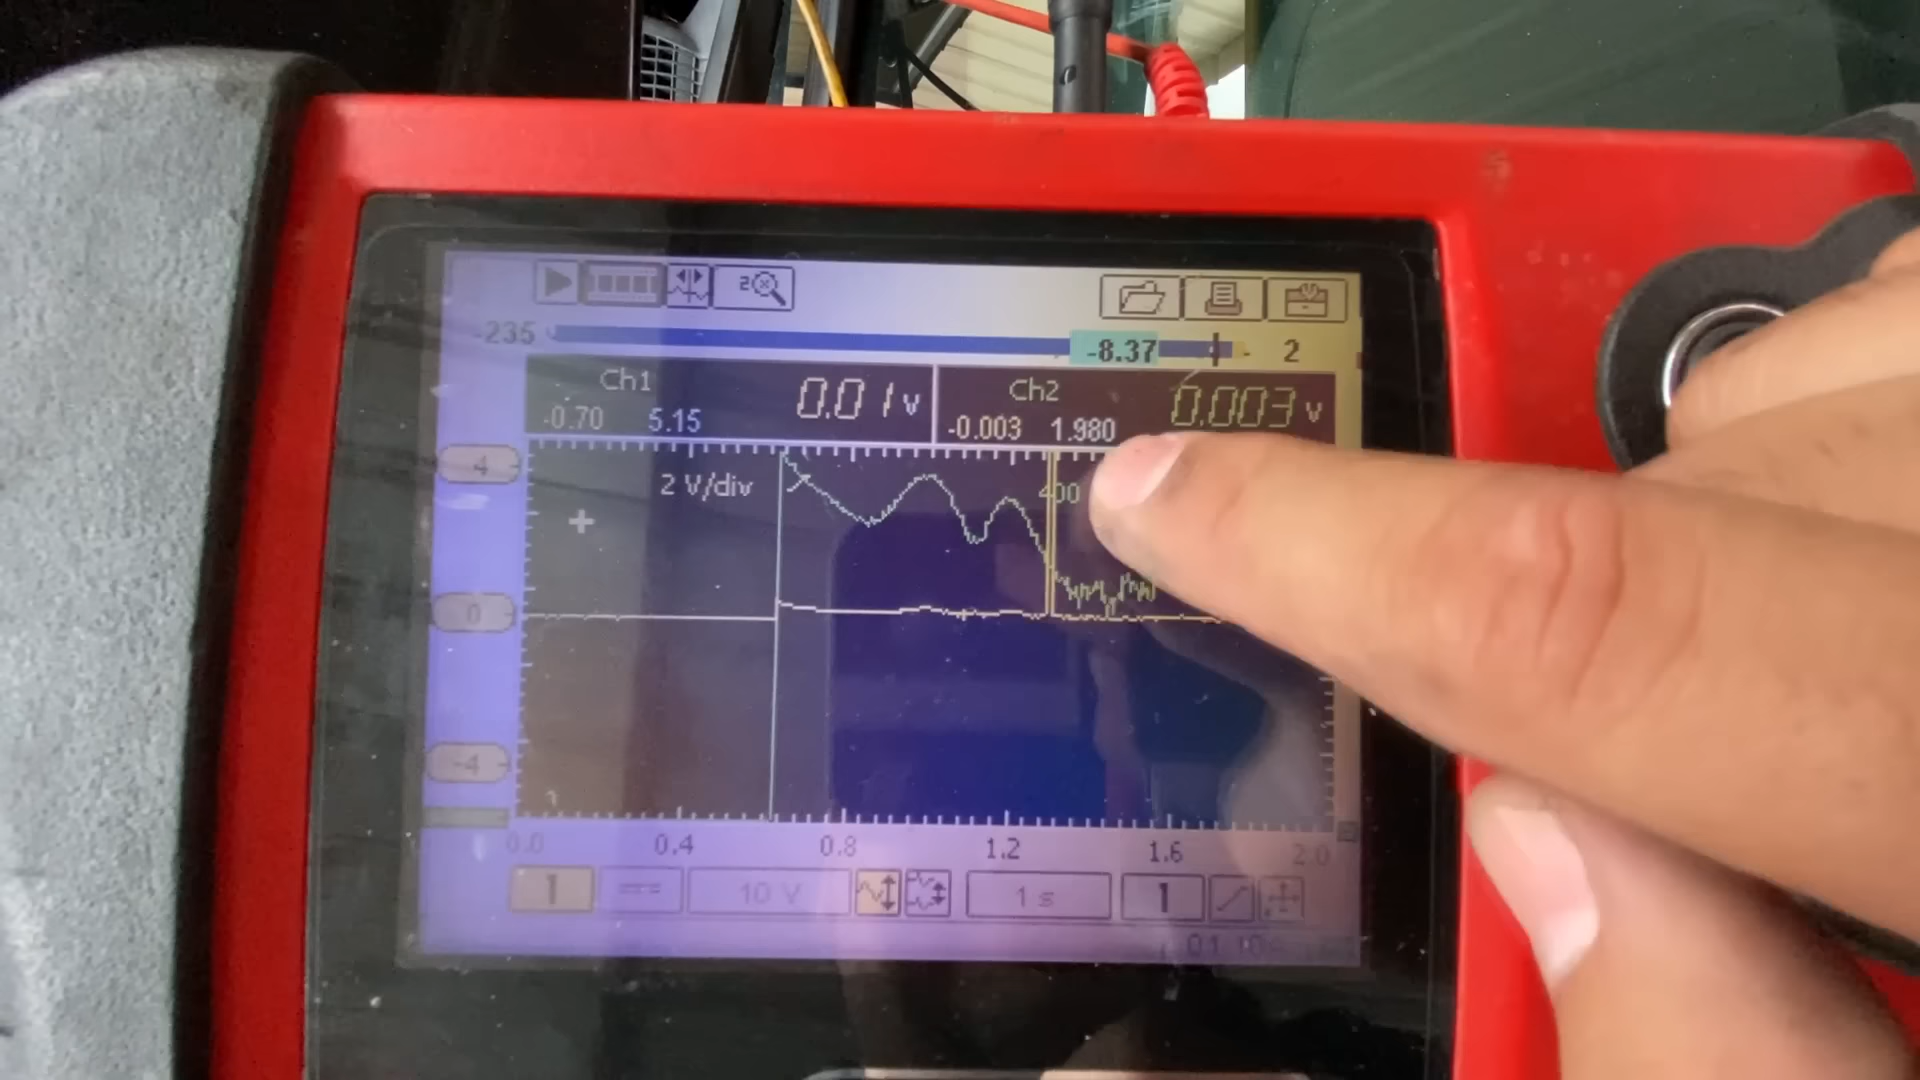 -235 -8.37 2
Ch1 0.01 v Ch2 0.003 v
-0.70 5.15 -0.003 1.980
4 2 V/div 400
0
-4
0.0 0.4 0.8 1.2 1.6 2.0
1 10 V 1 s 1